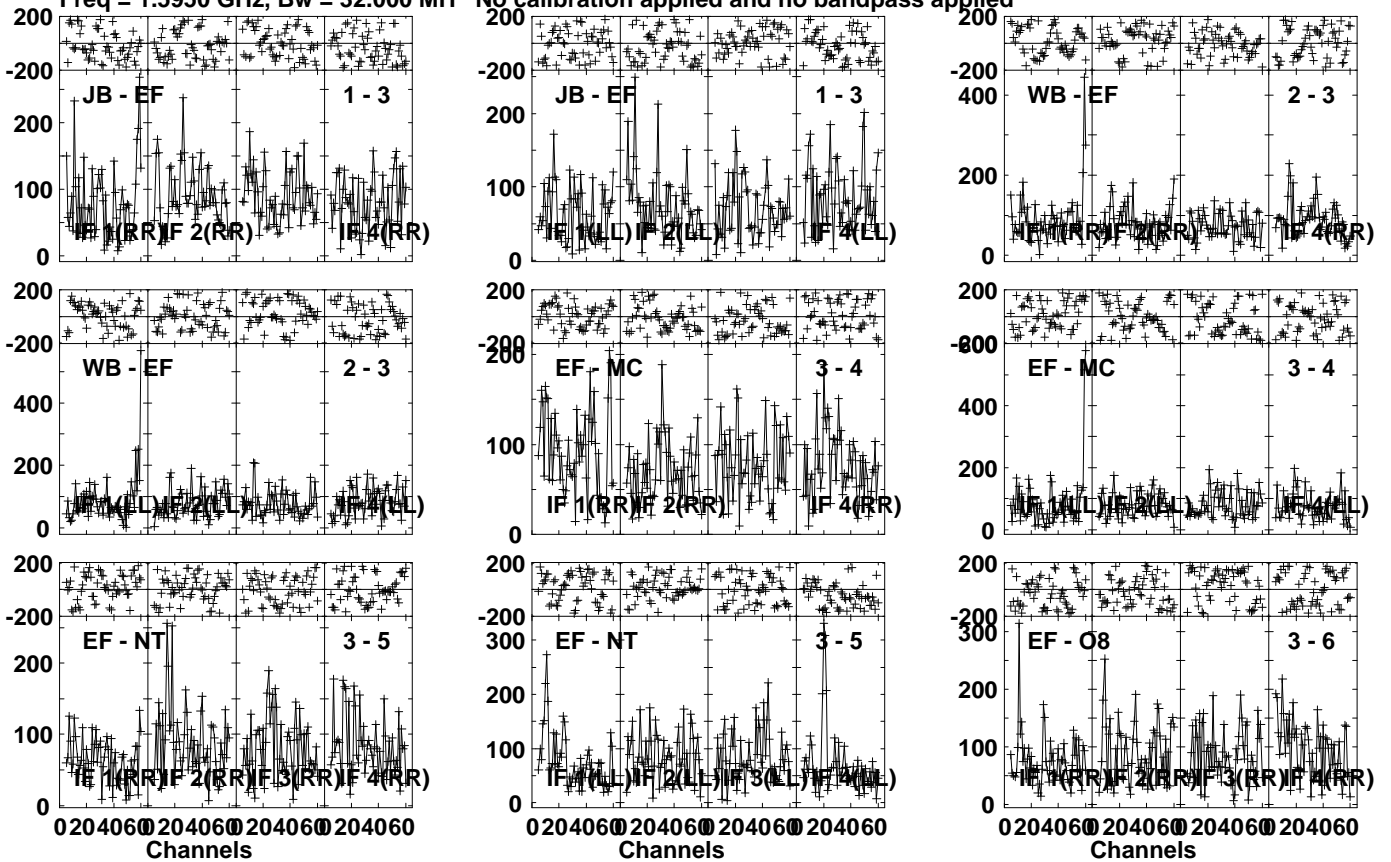 Freq = 1.5950 GHz, Bw = 32.000 MH No calibration applied and no bandpass applied
200 200 200
-200 -200 -200
JB - EF 1 - 3 JB - EF 1 - 3 WB - EF 2 - 3
200 200 400
100 100 200
IF 1(RR) IF 2(RR) IF 4(RR) IF 1(LL) IF 2(LL) IF 4(LL) IF 1(RR) IF 2(RR) IF 4(RR)
0 0 0
200 200 200
-200 -200 -200
WB - EF 2 - 3 EF - MC 3 - 4 EF - MC 3 - 4
200 600
400 100 400
200 200
IF 1(LL) IF 2(LL) IF 4(LL) IF 1(RR) IF 2(RR) IF 4(RR) IF 1(LL) IF 2(LL) IF 4(LL)
0 0 0
200 200 200
-200 -200 -200
EF - NT 3 - 5 EF - NT 3 - 5 EF - O8 3 - 6
300 300
200 200 200
100 100 100
IF 1(RR) IF 2(RR) IF 3(RR) IF 4(RR) IF 1(LL) IF 2(LL) IF 3(LL) IF 4(LL) IF 1(RR) IF 2(RR) IF 3(RR) IF 4(RR)
0 0 0
0 20 40 60 0 20 40 60 0 20 40 60 0 20 40 60 0 20 40 60 0 20 40 60 0 20 40 60 0 20 40 60 0 20 40 60 0 20 40 60 0 20 40 60 0 20 40 60
Channels Channels Channels